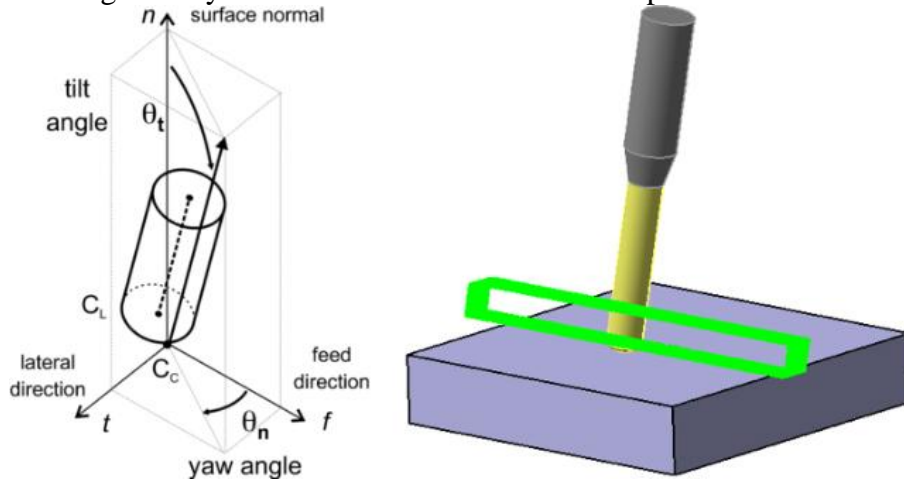 n
surface normal
tilt
angle
θt
CL
CC
lateral
direction
feed
direction
t
θn
f
yaw angle